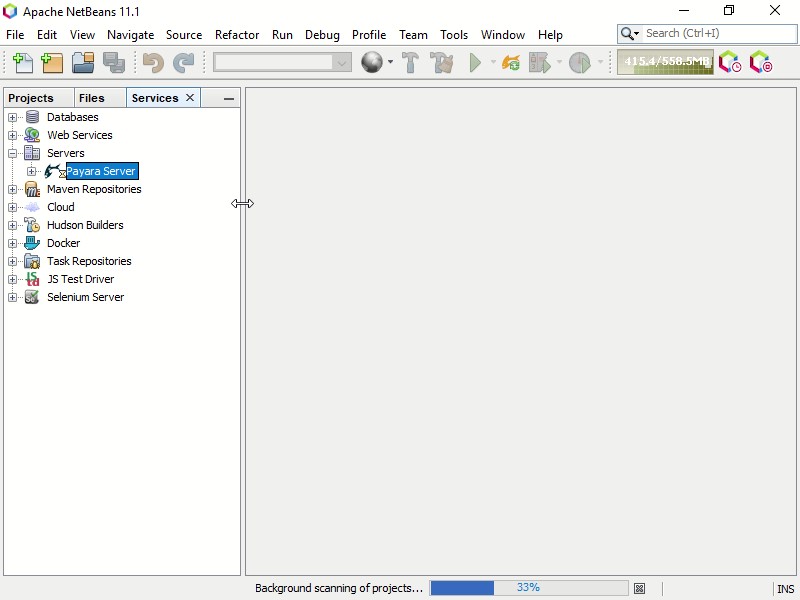 Apache NetBeans 11.1
File Edit View Navigate Source Refactor Run Debug Profile Team Tools Window Help
Search (Ctrl+I)
415.4/558.5MB
Projects Files Services
Databases
Web Services
Servers
Payara Server
Maven Repositories
Cloud
Hudson Builders
Docker
Task Repositories
JS Test Driver
Selenium Server
Background scanning of projects... 33% INS